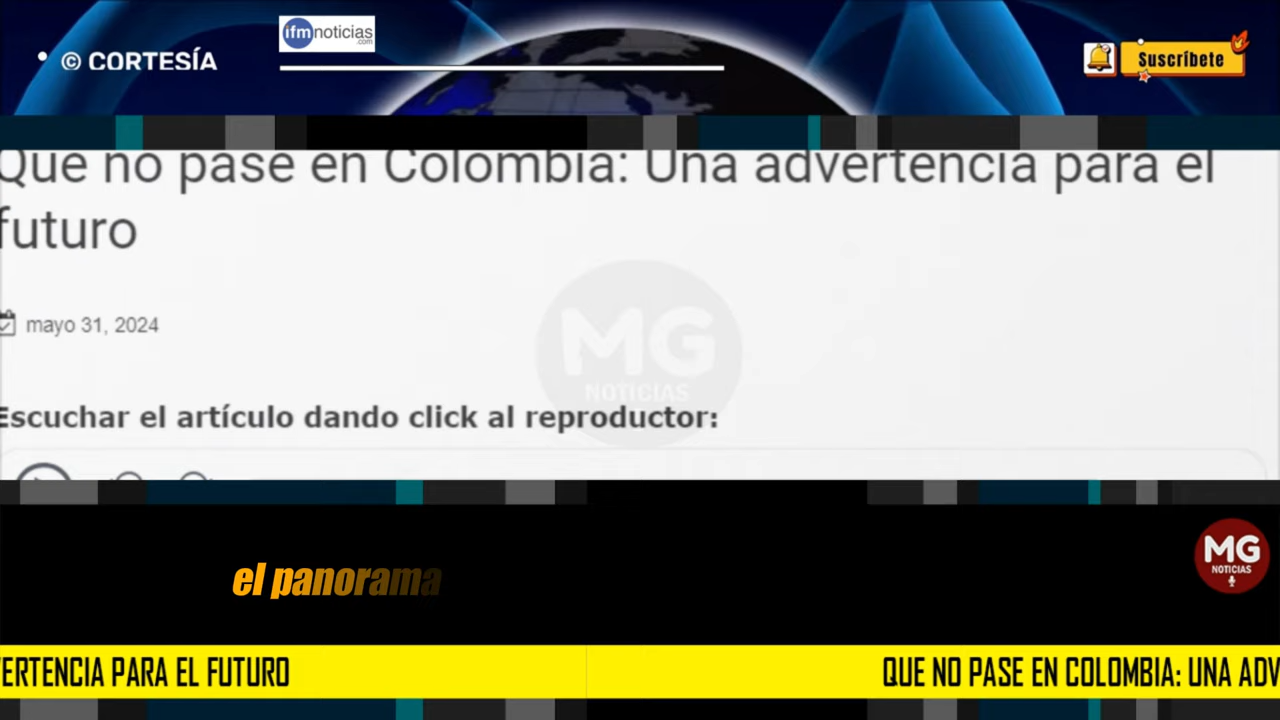 ifmnoticias
.com
© CORTESÍA
Suscríbete
Que no pase en Colombia: Una advertencia para el
futuro
mayo 31, 2024
MG
NOTICIAS
Escuchar el artículo dando click al reproductor:
el panorama
MG
NOTICIAS
VERTENCIA PARA EL FUTURO
QUE NO PASE EN COLOMBIA: UNA ADV